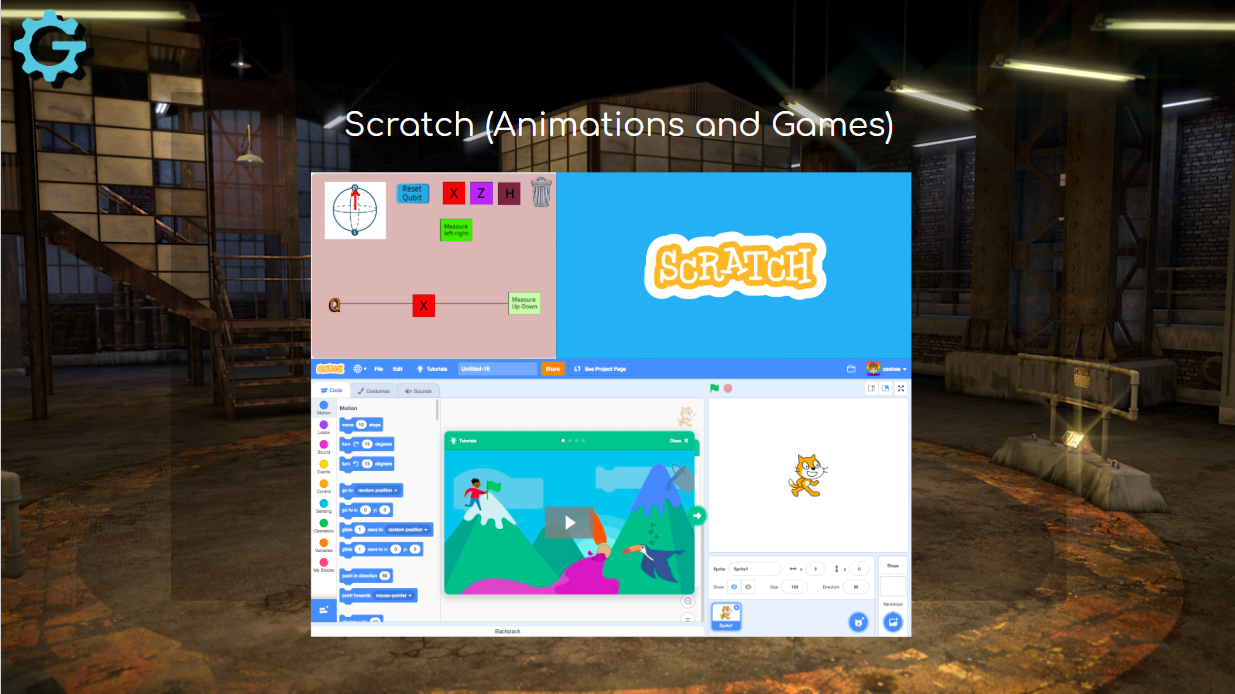 G
Scratch (Animations and Games)
Reset
Qubit
X
Z
H
Measure
left-right
Q
X
Measure
Up-Down
SCRATCH
SCRATCH
File
Edit
Tutorials
Untitled-16
Share
See Project Page
Code
Costumes
Sounds
Motion
Looks
Sound
Events
Control
Sensing
Operators
Variables
My Blocks
Motion
move 10 steps
turn 15 degrees
turn 15 degrees
go to random position
go to x: 0 y: 0
glide 1 secs to random position
glide 1 secs to x: 0 y: 0
point in direction 90
point towards mouse-pointer
Tutorials
Close
Sprite
Sprite1
x
0
y
0
Show
Size
100
Direction
90
Sprite1
Stage
Backdrops
Backpack